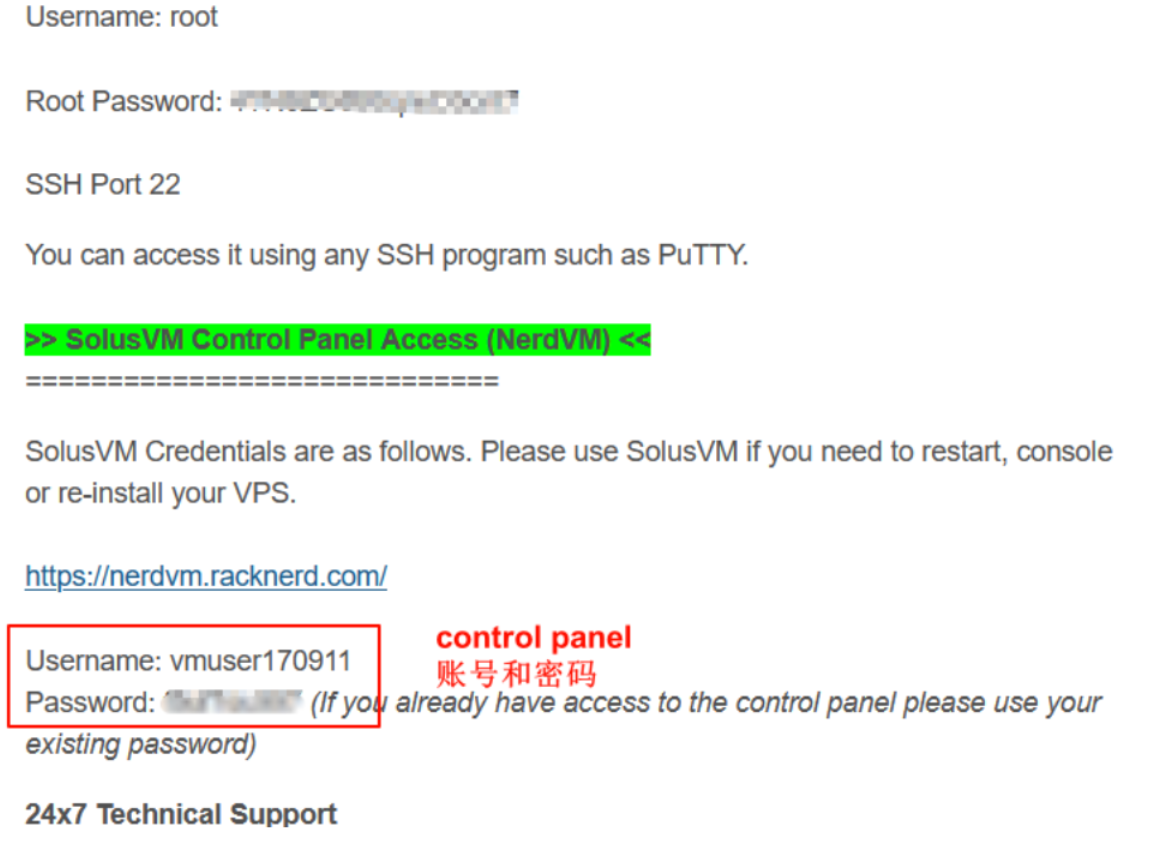 Username: root
Root Password:
SSH Port 22
You can access it using any SSH program such as PuTTY.
>> SolusVM Control Panel Access (NerdVM) <<
=============================
SolusVM Credentials are as follows. Please use SolusVM if you need to restart, console
or re-install your VPS.
https://nerdvm.racknerd.com/
control panel
Username: vmuser170911
账号和密码
Password: (If you already have access to the control panel please use your
existing password)
24x7 Technical Support